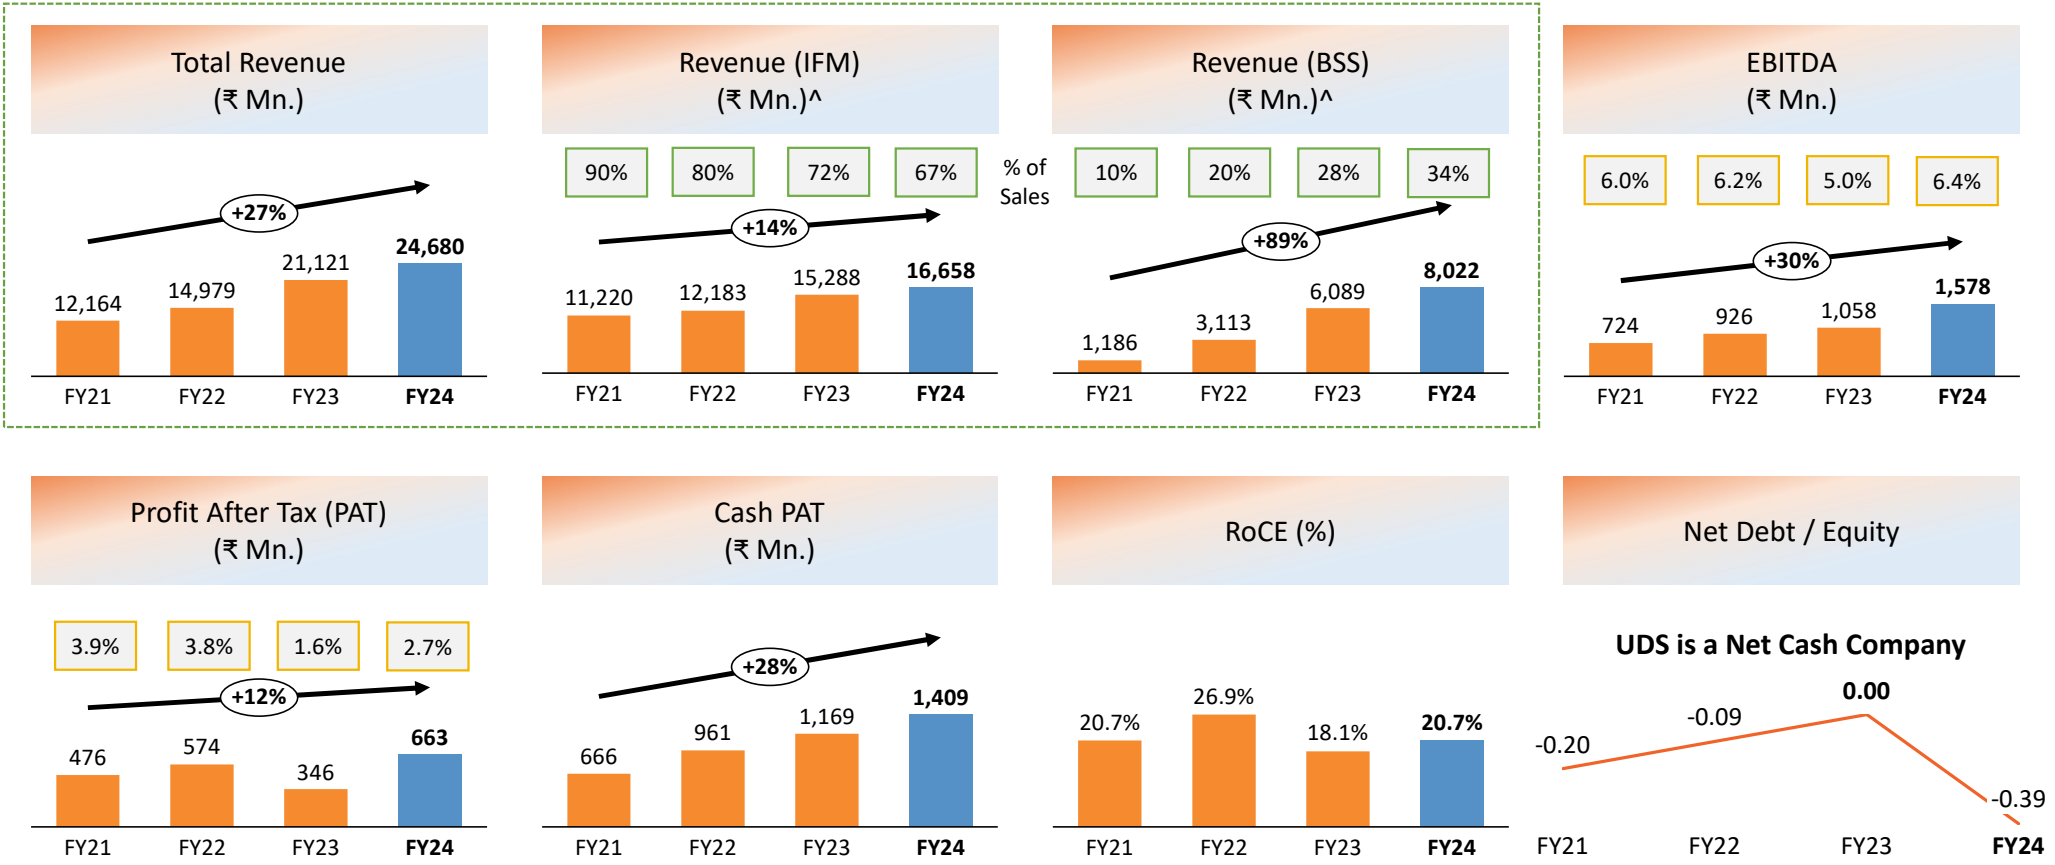 Total Revenue
(₹ Mn.)
+27%
12,164
14,979
21,121
24,680
FY21
FY22
FY23
FY24
Revenue (IFM)
(₹ Mn.)^
90%
80%
72%
67%
+14%
11,220
12,183
15,288
16,658
FY21
FY22
FY23
FY24
% of
Sales
Revenue (BSS)
(₹ Mn.)^
10%
20%
28%
34%
+89%
1,186
3,113
6,089
8,022
FY21
FY22
FY23
FY24
EBITDA
(₹ Mn.)
6.0%
6.2%
5.0%
6.4%
+30%
724
926
1,058
1,578
FY21
FY22
FY23
FY24
Profit After Tax (PAT)
(₹ Mn.)
3.9%
3.8%
1.6%
2.7%
+12%
476
574
346
663
FY21
FY22
FY23
FY24
Cash PAT
(₹ Mn.)
+28%
666
961
1,169
1,409
FY21
FY22
FY23
FY24
RoCE (%)
20.7%
26.9%
18.1%
20.7%
FY21
FY22
FY23
FY24
Net Debt / Equity
UDS is a Net Cash Company
-0.20
-0.09
0.00
-0.39
FY21
FY22
FY23
FY24